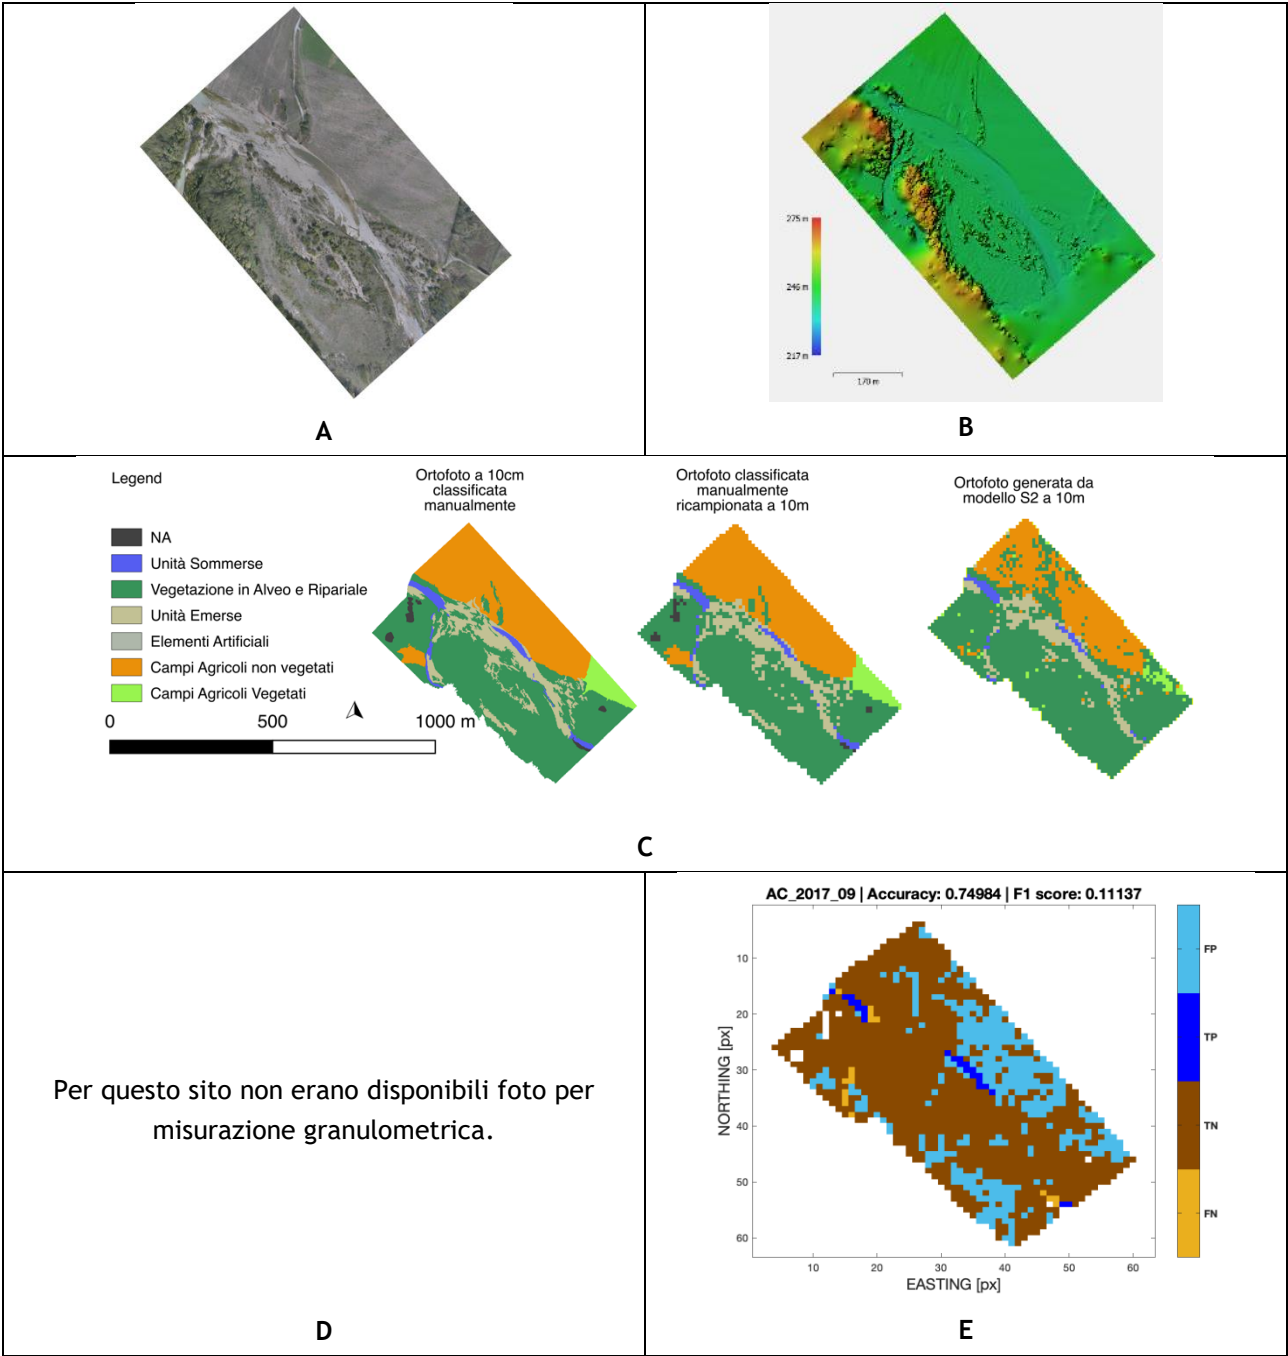 A
275 m
246 m
217 m
170 m
B
Legend
NA
Unità Sommerse
Vegetazione in Alveo e Ripariale
Unità Emerse
Elementi Artificiali
Campi Agricoli non vegetati
Campi Agricoli Vegetati
0 500 1000 m
Ortofoto a 10cm
classificata
manualmente
Ortofoto classificata
manualmente
ricampionata a 10m
Ortofoto generata da
modello S2 a 10m
C
Per questo sito non erano disponibili foto per
misurazione granulometrica.
D
AC_2017_09 | Accuracy: 0.74984 | F1 score: 0.11137
NORTHING [px]
10
20
30
40
50
60
10 20 30 40 50 60
EASTING [px]
FP
TP
TN
FN
E